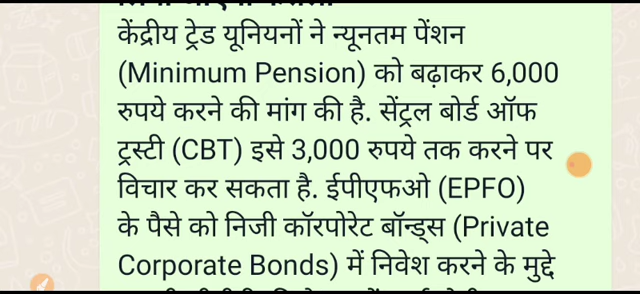 केंद्रीय ट्रेड यूनियनों ने न्यूनतम पेंशन
(Minimum Pension) को बढ़ाकर 6,000
रुपये करने की मांग की है. सेंट्रल बोर्ड ऑफ
ट्रस्टी (CBT) इसे 3,000 रुपये तक करने पर
विचार कर सकता है. ईपीएफओ (EPFO)
के पैसे को निजी कॉरपोरेट बॉन्ड्स (Private
Corporate Bonds) में निवेश करने के मुद्दे